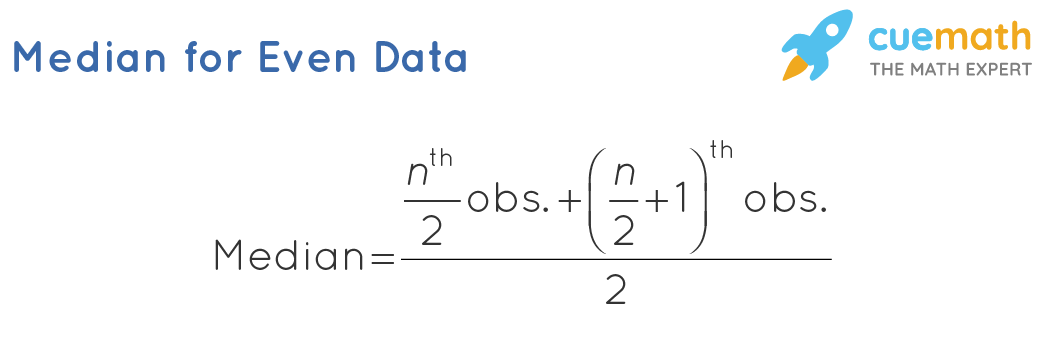 Median for Even Data
cuemath
THE MATH EXPERT
Median = (n^th/2 obs. + (n/2 + 1)^th obs.)/2